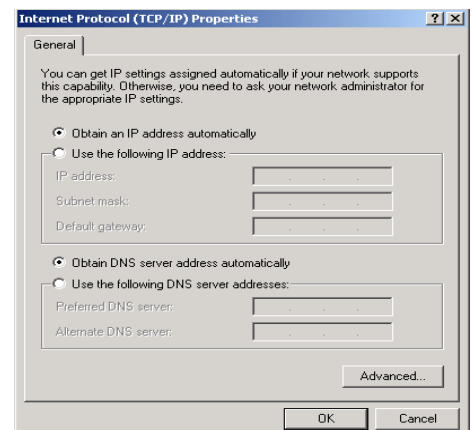 Internet Protocol (TCP/IP) Properties
General
You can get IP settings assigned automatically if your network supports
this capability. Otherwise, you need to ask your network administrator for
the appropriate IP settings.
Obtain an IP address automatically
Use the following IP address:
IP address:
Subnet mask:
Default gateway:
Obtain DNS server address automatically
Use the following DNS server addresses:
Preferred DNS server:
Alternate DNS server:
Advanced...
OK Cancel